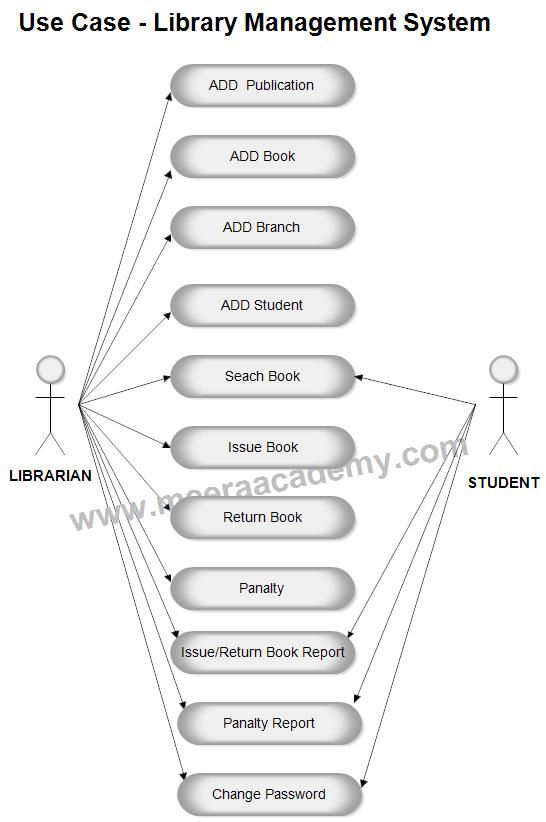 Use Case - Library Management System
ADD Publication
ADD Book
ADD Branch
ADD Student
Seach Book
Issue Book
LIBRARIAN
STUDENT
www.meeraacademy.com
Return Book
Panalty
Issue/Return Book Report
Panalty Report
Change Password